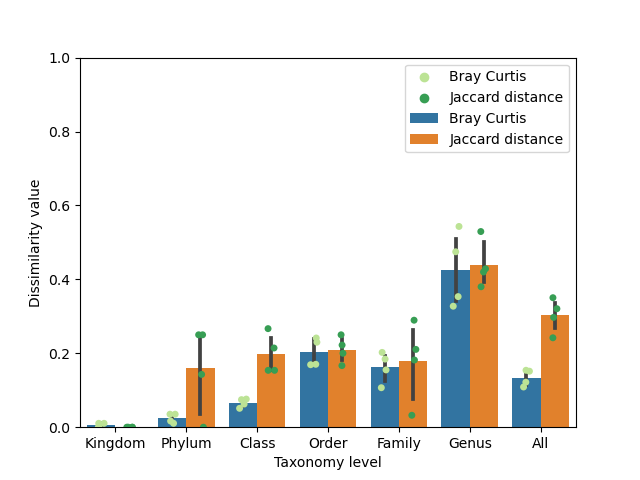 1.0
0.8
0.6
0.4
0.2
0.0
Dissimilarity value
Bray Curtis
Jaccard distance
Bray Curtis
Jaccard distance
Kingdom Phylum Class Order Family Genus All
Taxonomy level